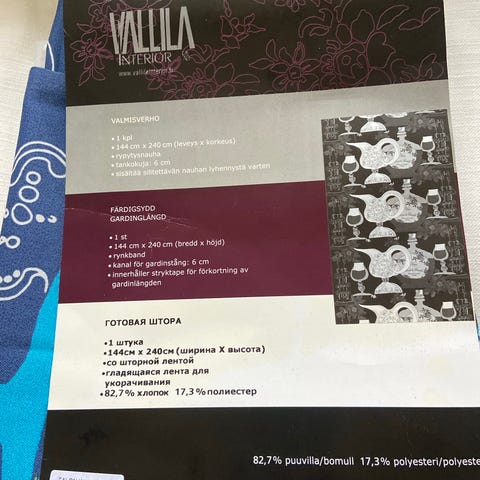 VALLILA
INTERIOR
www.vallilainterior.fi
VALMISVERHO
• 1 kpl
• 144 cm x 240 cm (leveys x korkeus)
• rypytysnauha
• tankokuja: 6 cm
• sisältää silitettävän nauhan lyhennystä varten
FÄRDIGSYDD
GARDINGLÄNGD
• 1 st
• 144 cm x 240 cm (bredd x höjd)
• rynkband
• kanal för gardinstång: 6 cm
• innerhåller stryktape för förkortning av
gardinlängden
ГОТОВАЯ ШТОРА
•1 штука
•144см x 240см (ширина X высота)
•со шторной лентой
•гладящаяся лента для
укорачивания
•82,7% хлопок 17,3% полиестер
82,7% puuvilla/bomull 17,3% polyesteri/polyeste